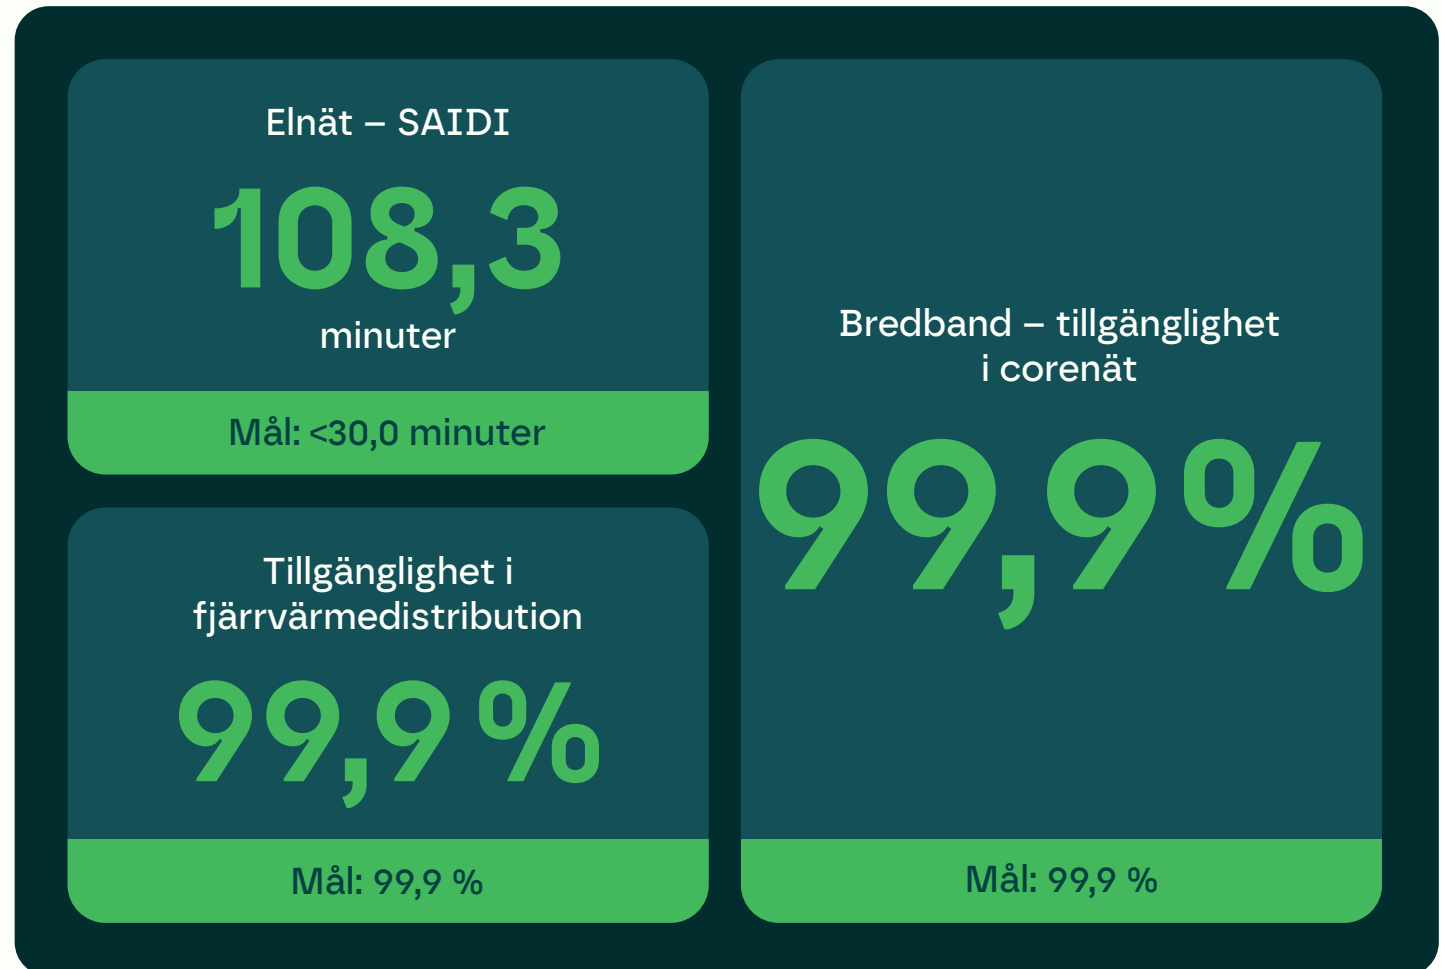 Elnät – SAIDI
108,3
minuter
Mål: <30,0 minuter
Tillgänglighet i
fjärrvärmedistribution
99,9 %
Mål: 99,9 %
Bredband – tillgänglighet
i corenät
99,9 %
Mål: 99,9 %